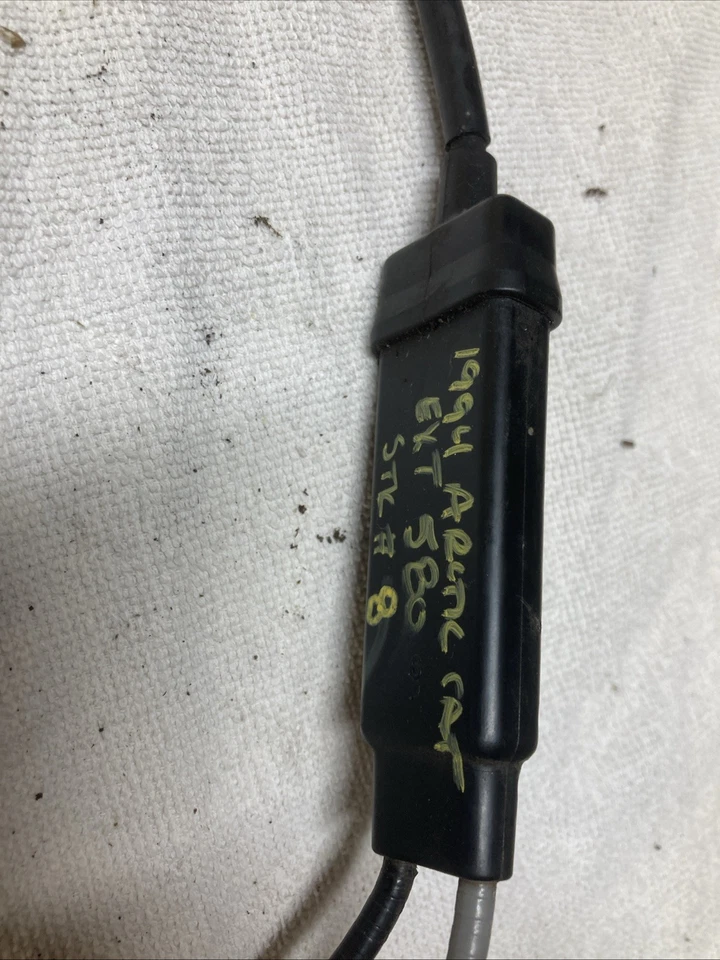 1994 ARCTIC CAT
EXT 580
STK # 8